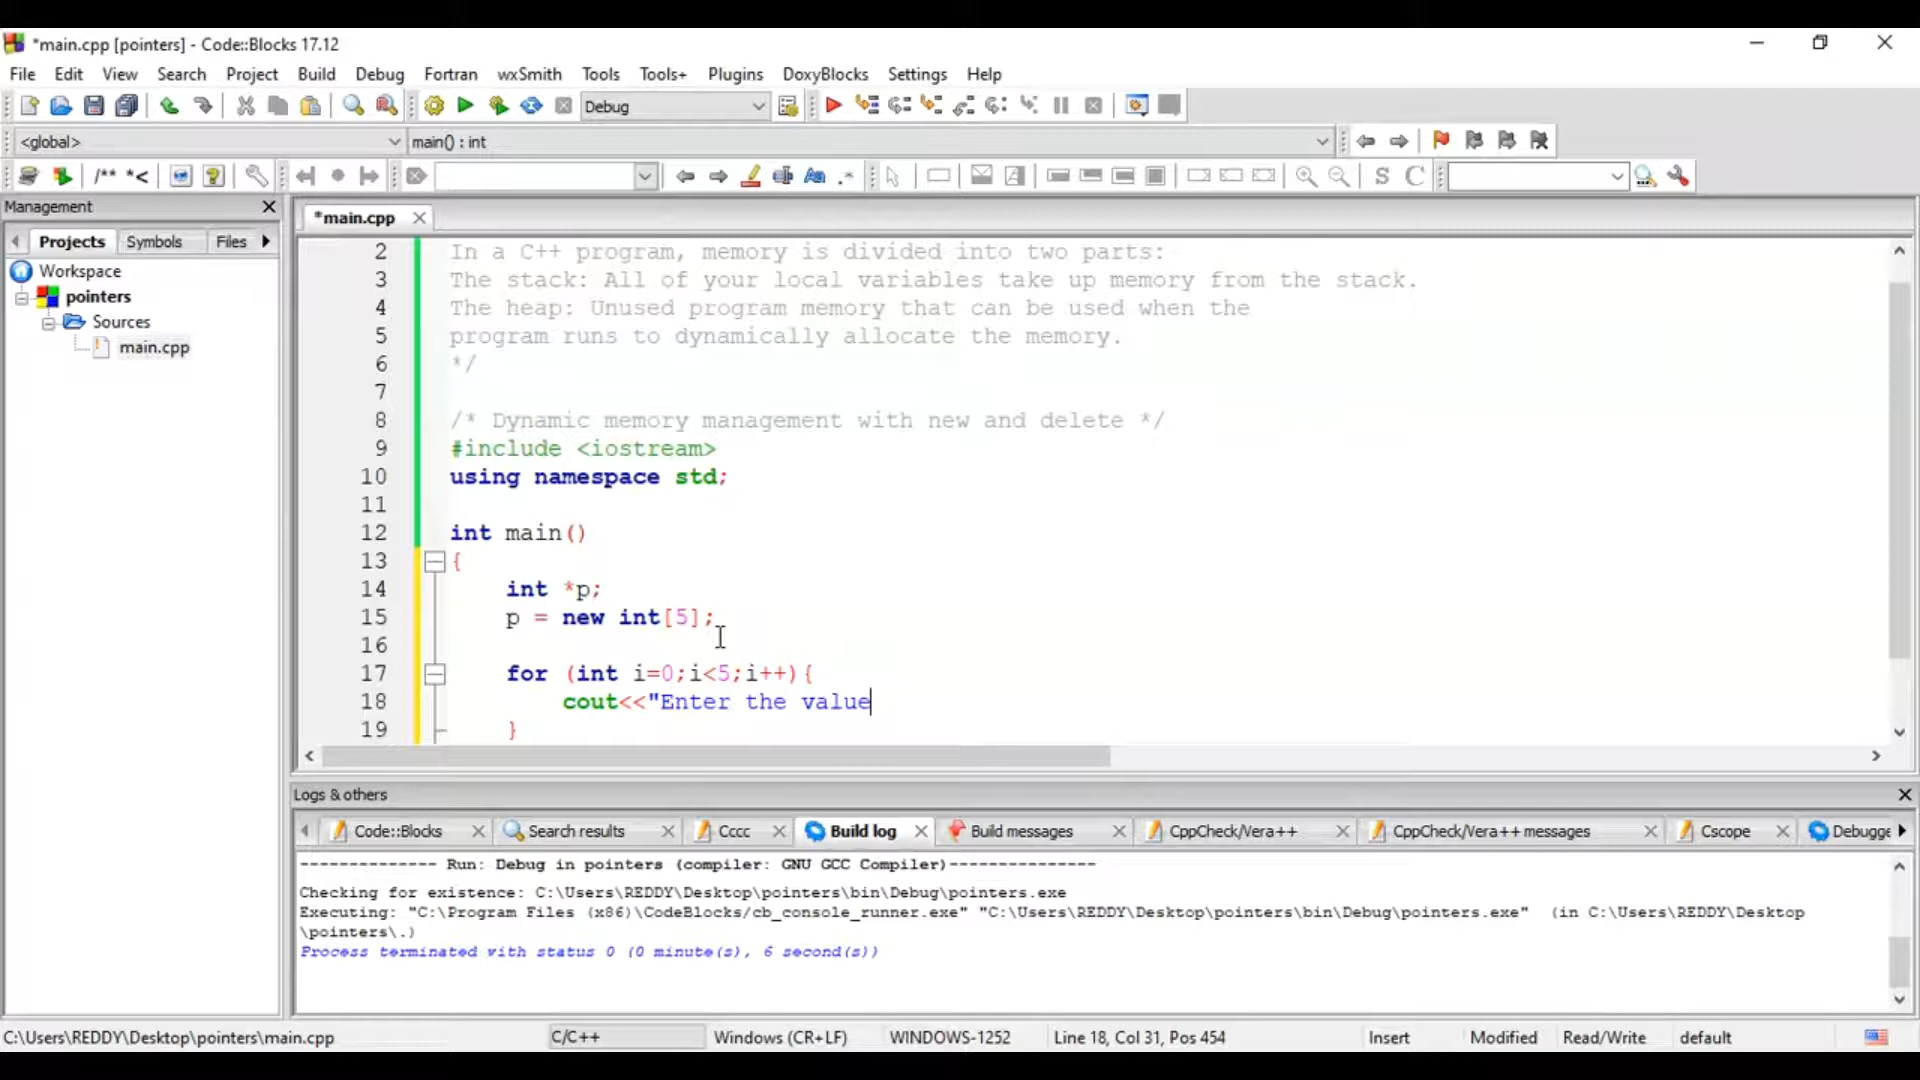 *main.cpp [pointers] - Code::Blocks 17.12
File Edit View Search Project Build Debug Fortran wxSmith Tools Tools+ Plugins DoxyBlocks Settings Help
Debug
<global> main() : int
/** *< .* S C
Management
Projects Symbols Files
Workspace
pointers
Sources
main.cpp
*main.cpp
2 In a C++ program, memory is divided into two parts:
3 The stack: All of your local variables take up memory from the stack.
4 The heap: Unused program memory that can be used when the
5 program runs to dynamically allocate the memory.
6 */
7
8 /* Dynamic memory management with new and delete */
9 #include <iostream>
10 using namespace std;
11
12 int main()
13 {
14 int *p;
15 p = new int[5];
16
17 for (int i=0;i<5;i++){
18 cout<<"Enter the value
19 }
Logs & others
Code::Blocks Search results Cccc Build log Build messages CppCheck/Vera++ CppCheck/Vera++ messages Cscope Debugge
-------------- Run: Debug in pointers (compiler: GNU GCC Compiler)---------------
Checking for existence: C:\Users\REDDY\Desktop\pointers\bin\Debug\pointers.exe
Executing: "C:\Program Files (x86)\CodeBlocks/cb_console_runner.exe" "C:\Users\REDDY\Desktop\pointers\bin\Debug\pointers.exe" (in C:\Users\REDDY\Desktop
\pointers\.)
Process terminated with status 0 (0 minute(s), 6 second(s))
C:\Users\REDDY\Desktop\pointers\main.cpp C/C++ Windows (CR+LF) WINDOWS-1252 Line 18, Col 31, Pos 454 Insert Modified Read/Write default